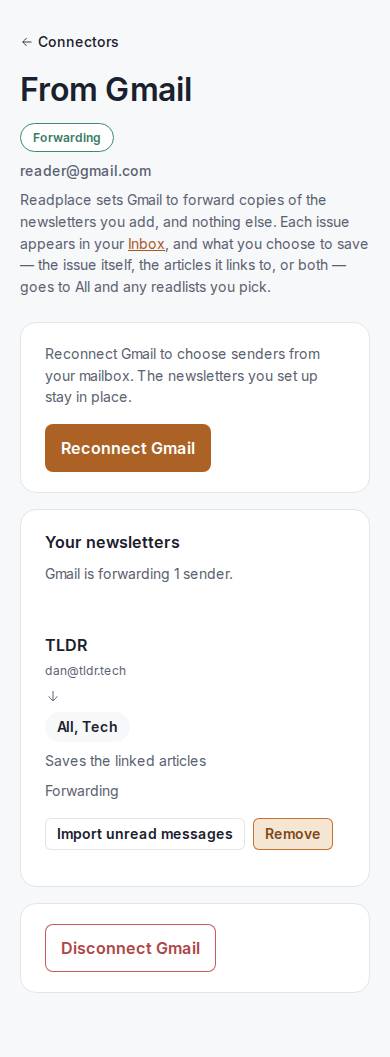 ← Connectors
From Gmail
Forwarding
reader@gmail.com
Readplace sets Gmail to forward copies of the
newsletters you add, and nothing else. Each issue
appears in your Inbox, and what you choose to save
— the issue itself, the articles it links to, or both —
goes to All and any readlists you pick.
Reconnect Gmail to choose senders from
your mailbox. The newsletters you set up
stay in place.
Reconnect Gmail
Your newsletters
Gmail is forwarding 1 sender.
TLDR
dan@tldr.tech
↓
All, Tech
Saves the linked articles
Forwarding
Import unread messages Remove
Disconnect Gmail